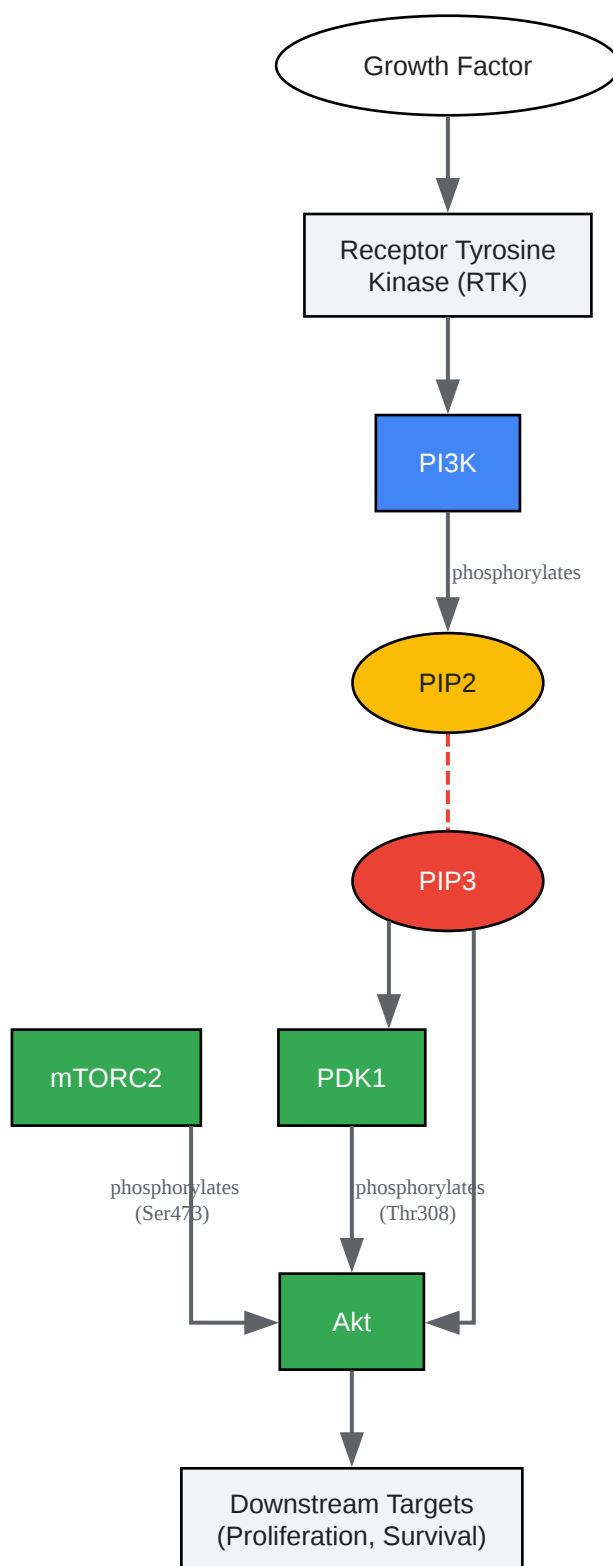 Growth Factor
Receptor Tyrosine
Kinase (RTK)
PI3K
phosphorylates
PIP2
PIP3
mTORC2
PDK1
phosphorylates
(Ser473)
phosphorylates
(Thr308)
Akt
Downstream Targets
(Proliferation, Survival)